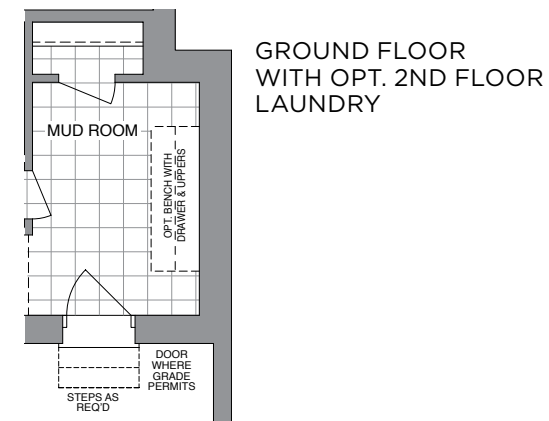 GROUND FLOOR
WITH OPT. 2ND FLOOR
LAUNDRY
MUD ROOM
OPT. BENCH WITH
DRAWER & UPPERS
DOOR
WHERE
GRADE
PERMITS
STEPS AS
REQ'D